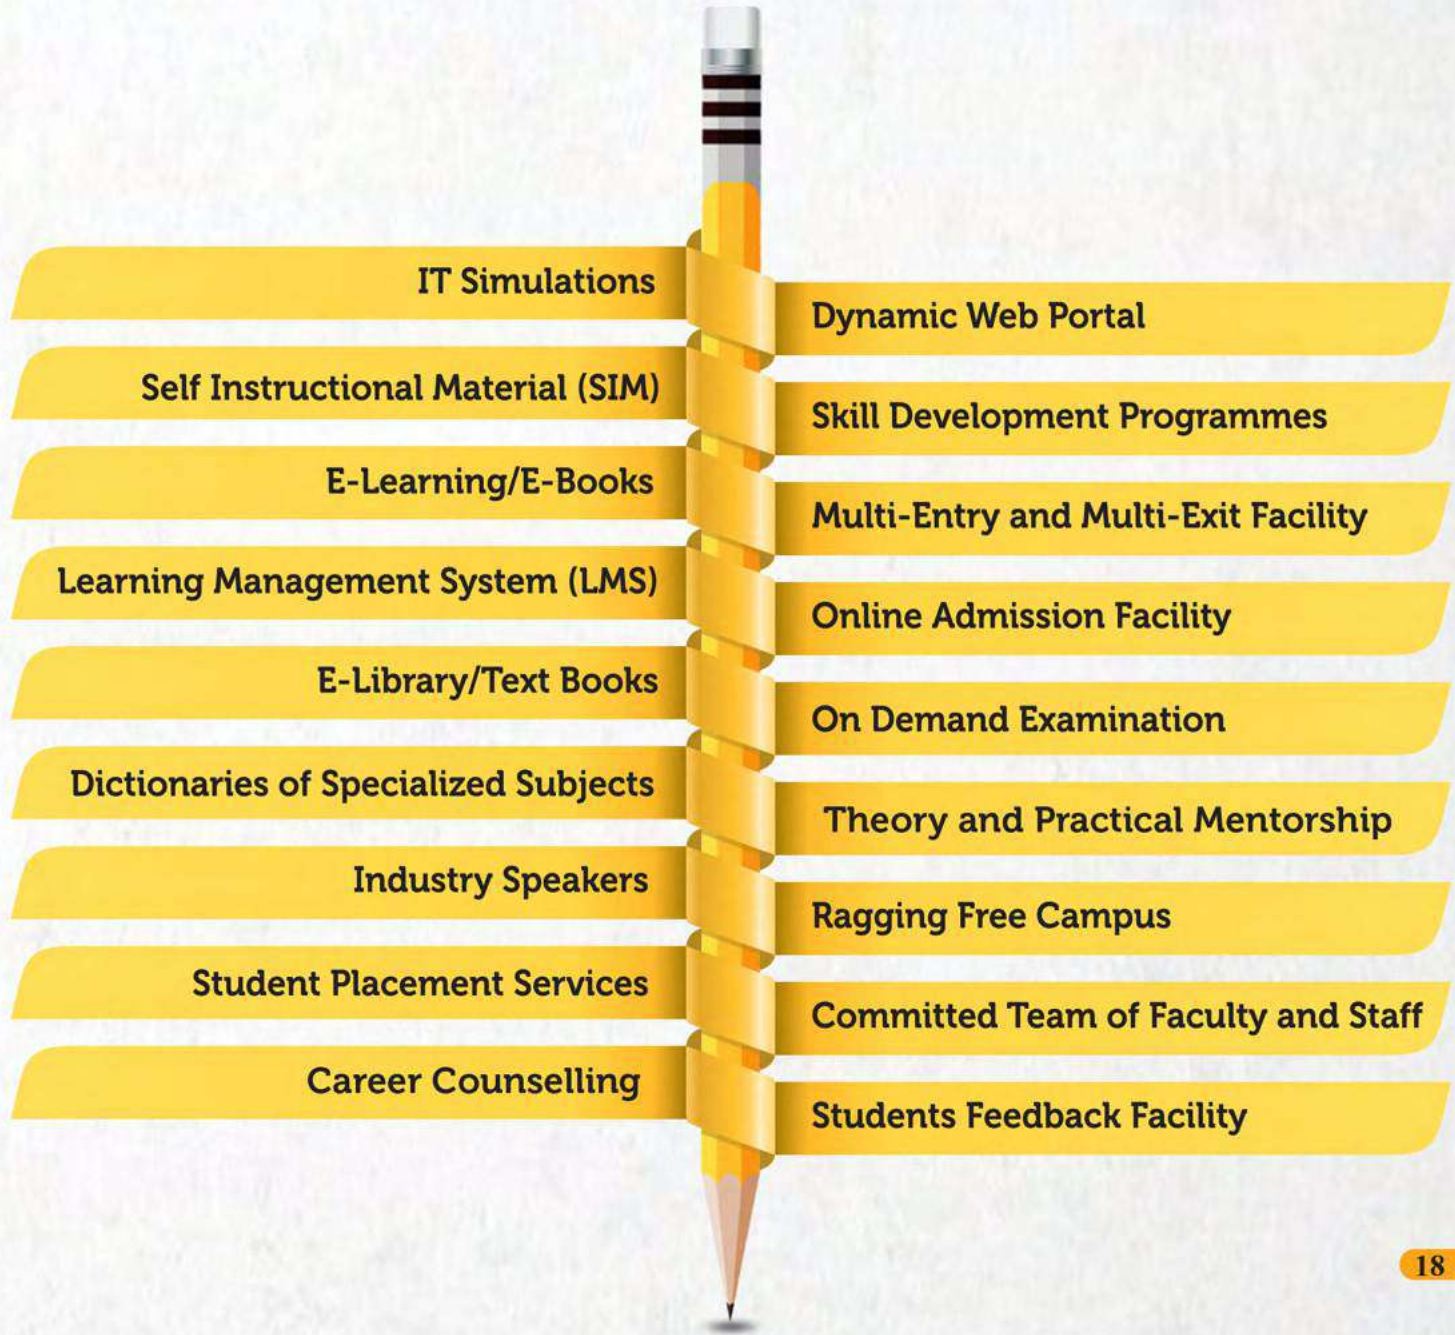 IT Simulations
Dynamic Web Portal
Self Instructional Material (SIM)
Skill Development Programmes
E-Learning/E-Books
Multi-Entry and Multi-Exit Facility
Learning Management System (LMS)
Online Admission Facility
E-Library/Text Books
On Demand Examination
Dictionaries of Specialized Subjects
Theory and Practical Mentorship
Industry Speakers
Ragging Free Campus
Student Placement Services
Committed Team of Faculty and Staff
Career Counselling
Students Feedback Facility
18